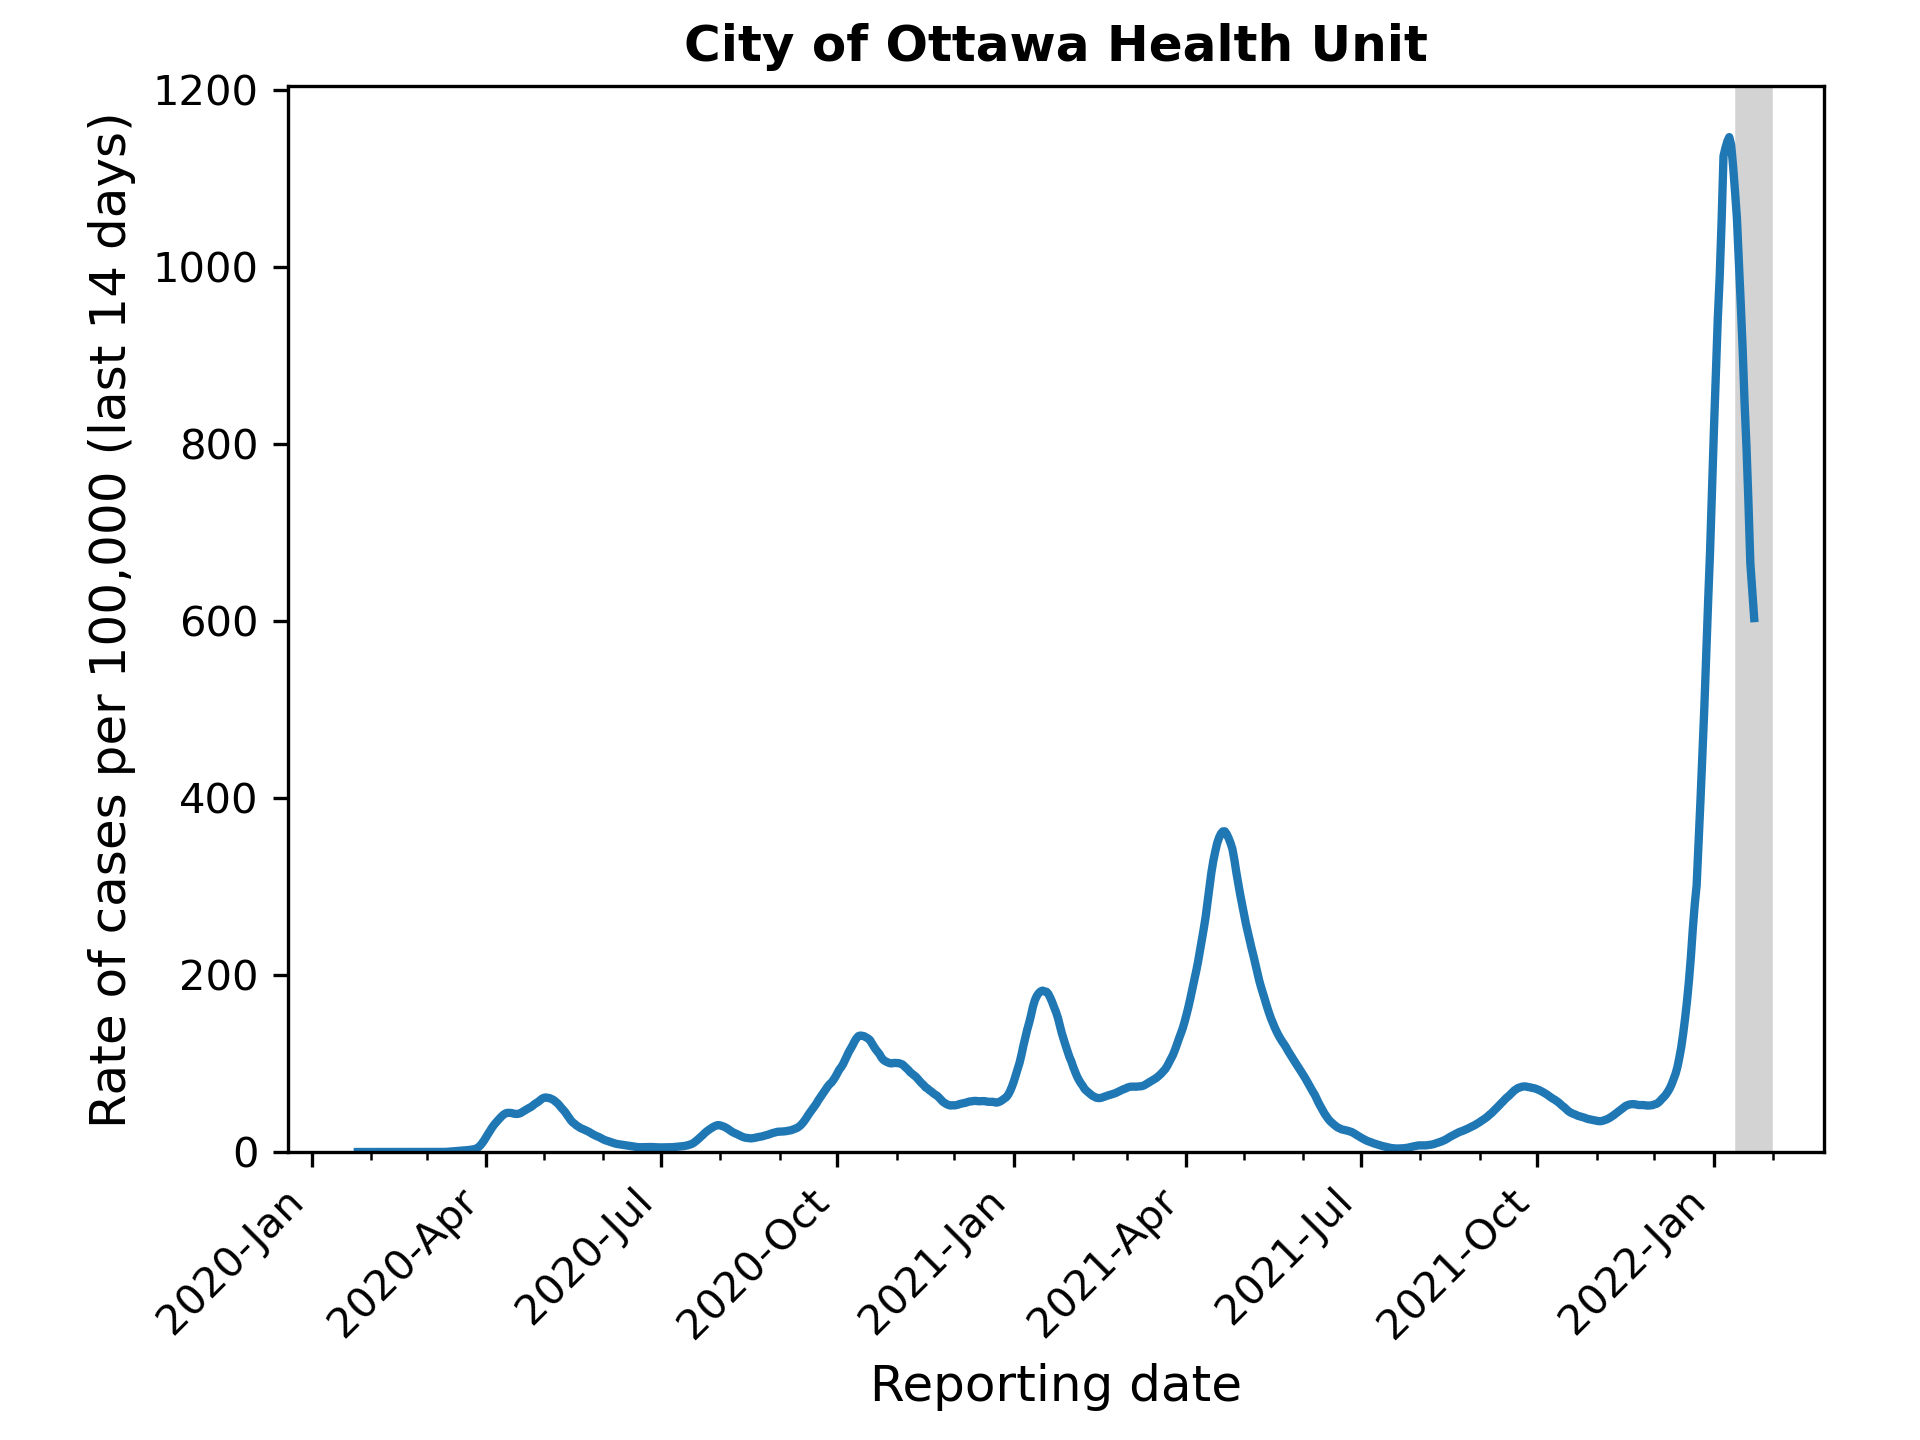 City of Ottawa Health Unit
Rate of cases per 100,000 (last 14 days)
1200
1000
800
600
400
200
0
2020-Jan
2020-Apr
2020-Jul
2020-Oct
2021-Jan
2021-Apr
2021-Jul
2021-Oct
2022-Jan
Reporting date